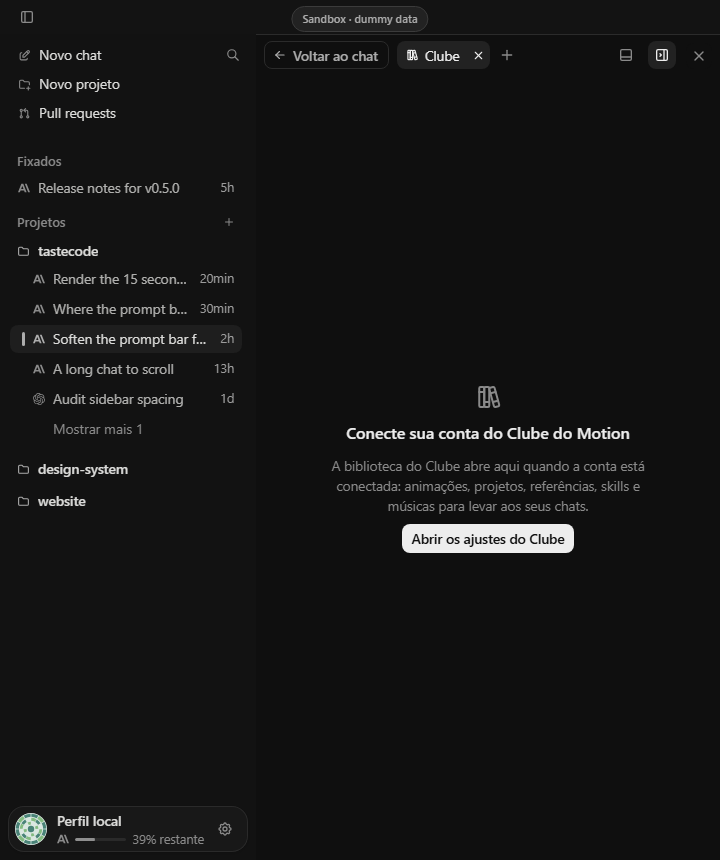 Sandbox · dummy data
Novo chat
Novo projeto
Pull requests
Fixados
Release notes for v0.5.0 5h
Projetos
tastecode
Render the 15 secon... 20min
Where the prompt b... 30min
Soften the prompt bar f... 2h
A long chat to scroll 13h
Audit sidebar spacing 1d
Mostrar mais 1
design-system
website
Perfil local
39% restante
Voltar ao chat
Clube
Conecte sua conta do Clube do Motion
A biblioteca do Clube abre aqui quando a conta está
conectada: animações, projetos, referências, skills e
músicas para levar aos seus chats.
Abrir os ajustes do Clube